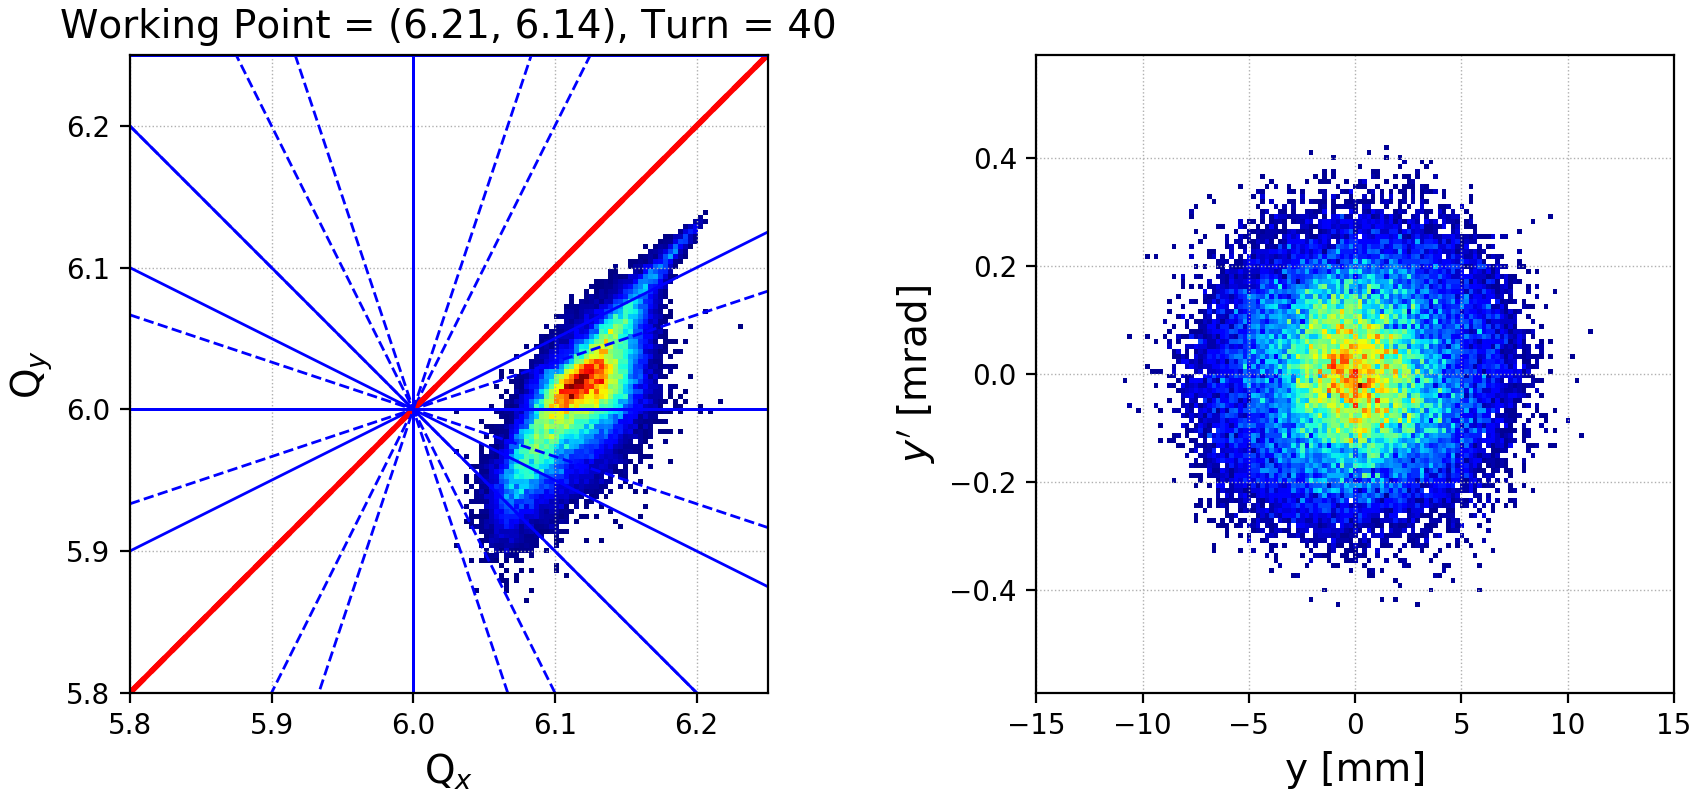 Working Point = (6.21, 6.14), Turn = 40
6.2
6.1
6.0
5.9
5.8
Q_y
5.8 5.9 6.0 6.1 6.2
Q_x
0.4
0.2
0.0
−0.2
−0.4
y′ [mrad]
−15 −10 −5 0 5 10 15
y [mm]